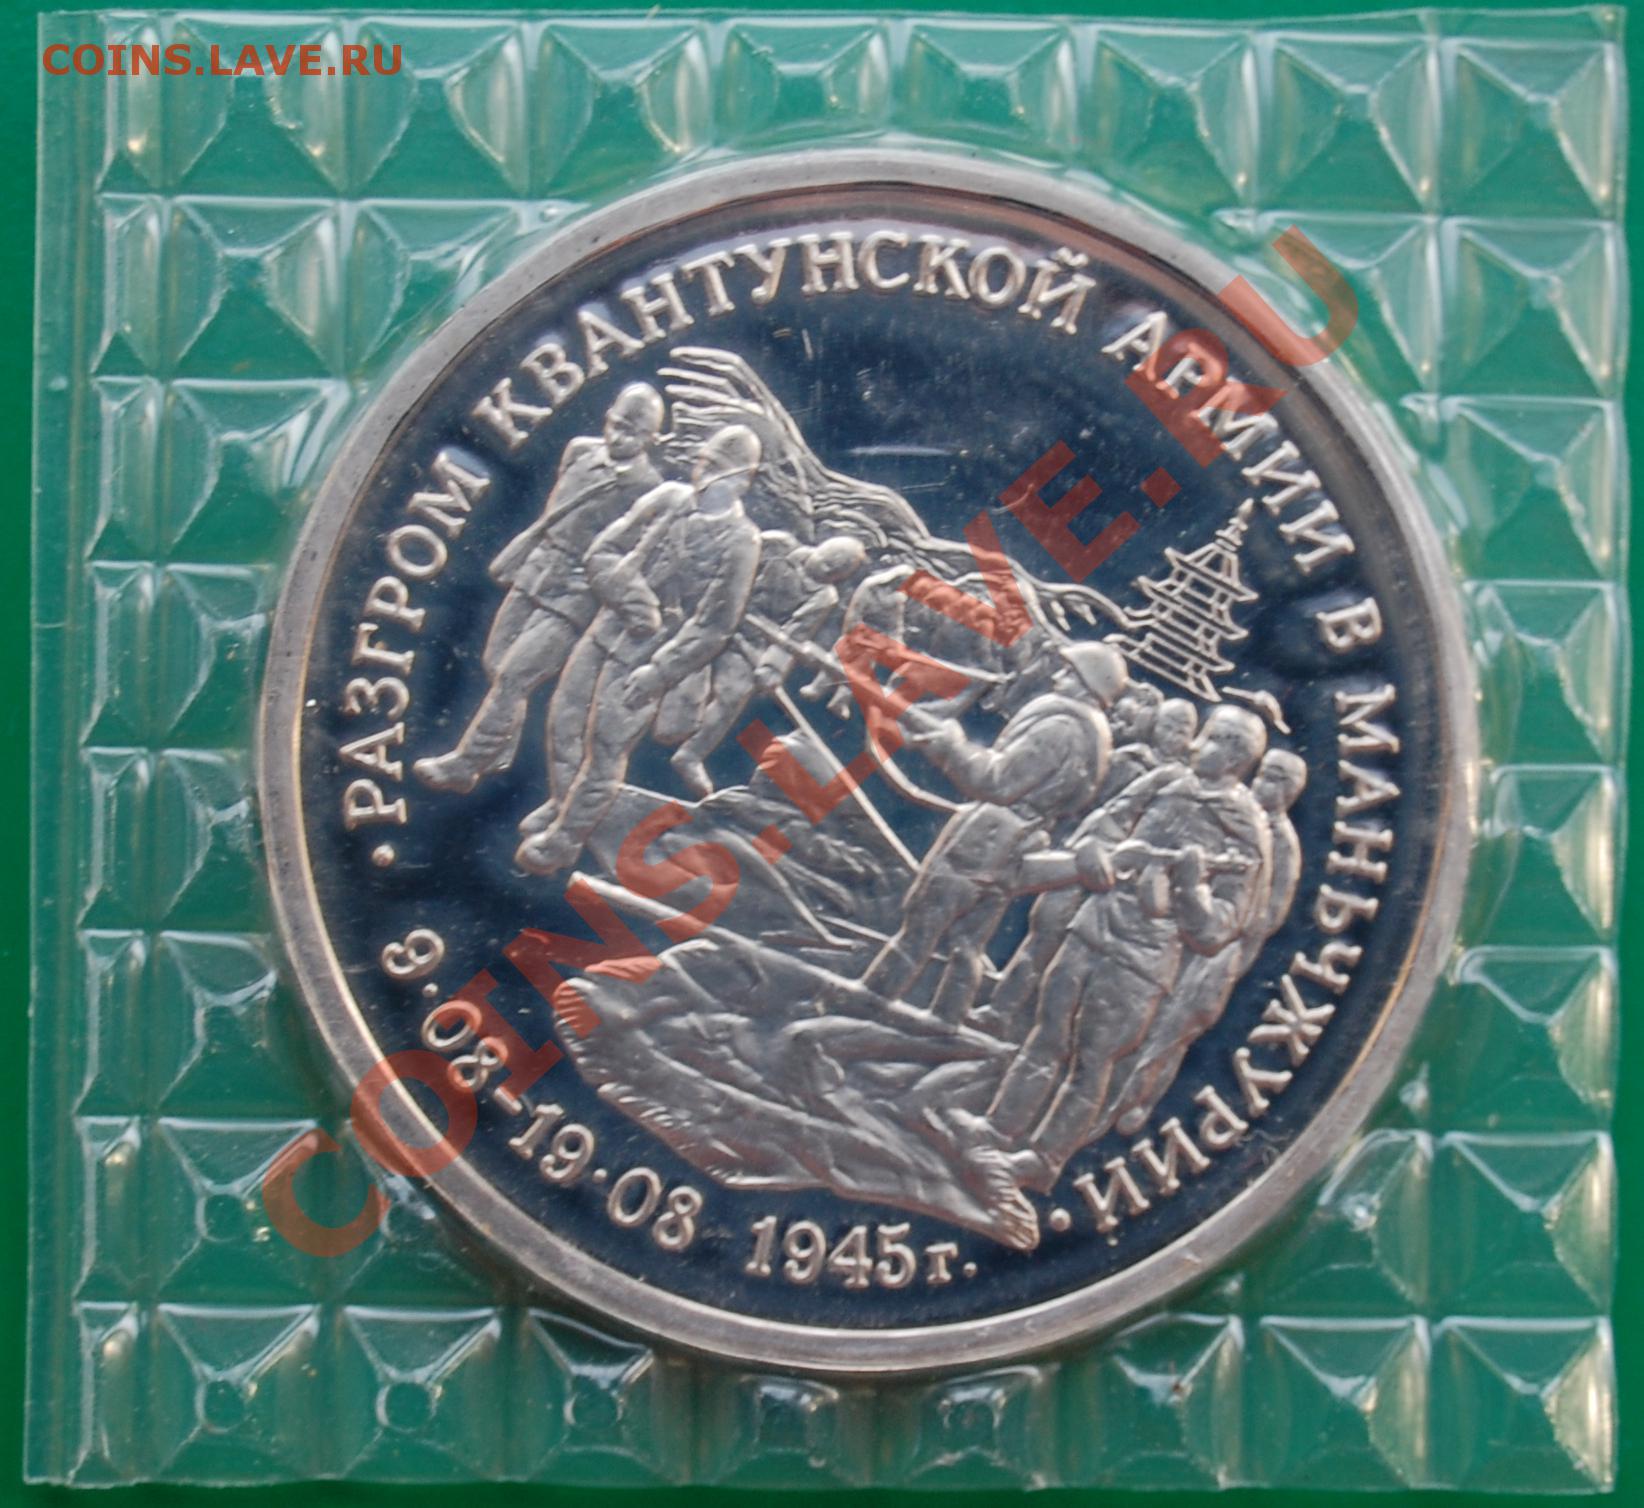 COINS.LAVE.RU
· РАЗГРОМ КВАНТУНСКОЙ АРМИИ В МАНЬЧЖУРИИ ·
9·08-19·08 1945г.
COINS.LAVE.RU